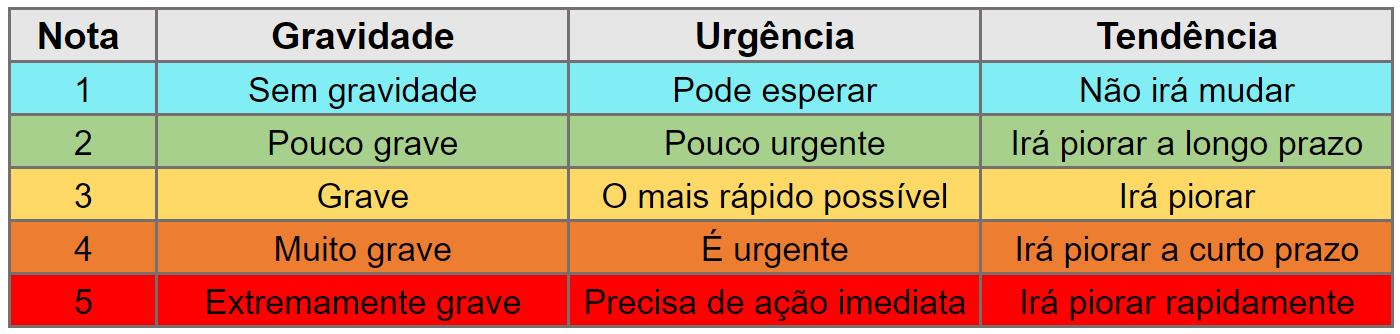 Nota Gravidade Urgência Tendência
1 Sem gravidade Pode esperar Não irá mudar
2 Pouco grave Pouco urgente Irá piorar a longo prazo
3 Grave O mais rápido possível Irá piorar
4 Muito grave É urgente Irá piorar a curto prazo
5 Extremamente grave Precisa de ação imediata Irá piorar rapidamente